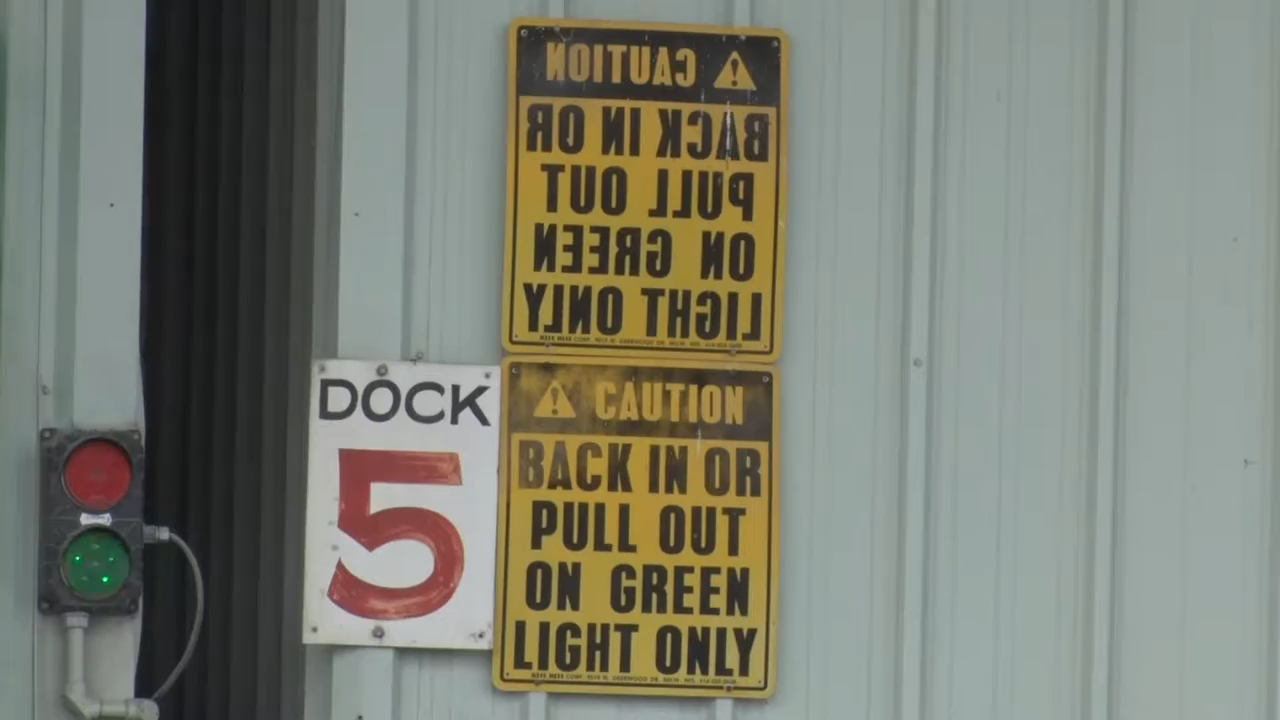 CAUTION
BACK IN OR
PULL OUT
ON GREEN
LIGHT ONLY
DOCK
5
CAUTION
BACK IN OR
PULL OUT
ON GREEN
LIGHT ONLY